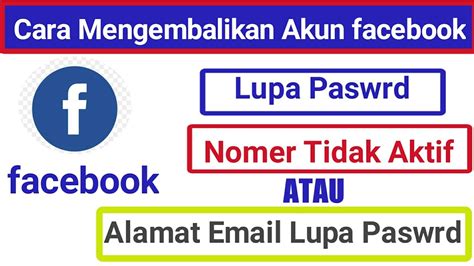 Cara Mengembalikan Akun facebook
Lupa Paswrd
facebook
Nomer Tidak Aktif
ATAU
Alamat Email Lupa Paswrd